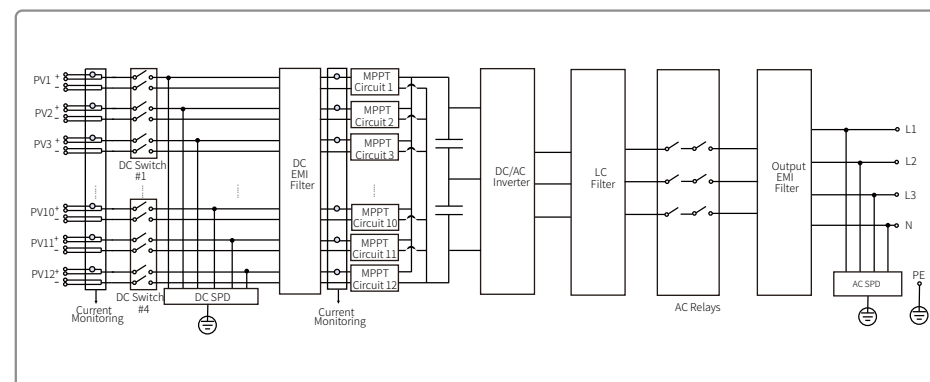 PV1 + −
PV2 + −
PV3 + −
PV10 + −
PV11 + −
PV12 + −
Current
Monitoring
DC Switch
#1
DC Switch
#4
DC SPD
DC
EMI
Filter
Current
Monitoring
MPPT
Circuit 1
MPPT
Circuit 2
MPPT
Circuit 3
MPPT
Circuit 10
MPPT
Circuit 11
MPPT
Circuit 12
DC/AC
Inverter
LC
Filter
AC Relays
Output
EMI
Filter
L1
L2
L3
N
AC SPD
PE